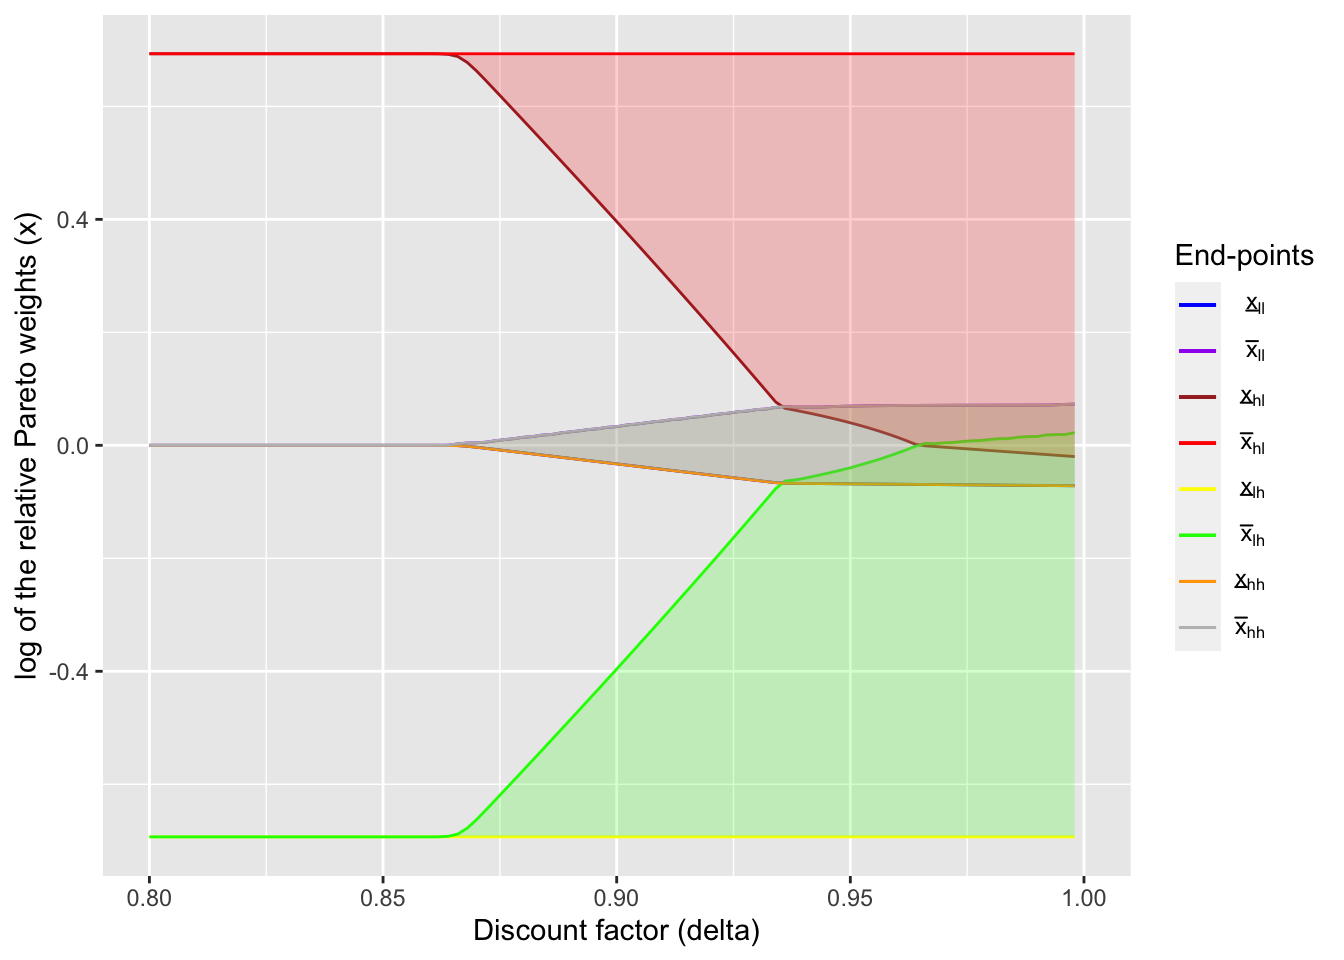 log of the relative Pareto weights (x)
0.4
0.0
-0.4
0.80 0.85 0.90 0.95 1.00
Discount factor (delta)
End-points
x̲ll
x̅ll
x̲hl
x̅hl
x̲lh
x̅lh
x̲hh
x̅hh